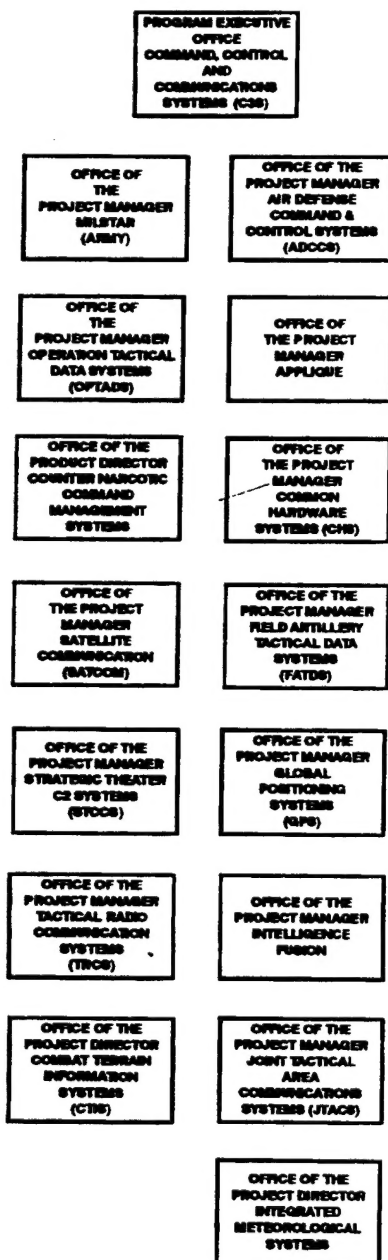 PROGRAM EXECUTIVE
OFFICE
COMMAND, CONTROL
AND
COMMUNICATIONS
SYSTEMS (C3S)
OFFICE OF
THE
PROJECT MANAGER
MILSTAR
(ARMY)
OFFICE OF THE
PROJECT MANAGER
AIR DEFENSE
COMMAND &
CONTROL SYSTEMS
(ADCCS)
OFFICE OF
THE
PROJECT MANAGER
OPERATION TACTICAL
DATA SYSTEMS
(OPTADS)
OFFICE OF
THE PROJECT
MANAGER
APPLIQUE
OFFICE OF THE
PRODUCT DIRECTOR
COUNTER NARCOTIC
COMMAND
MANAGEMENT
SYSTEMS
OFFICE OF
THE PROJECT
MANAGER
COMMON
HARDWARE
SYSTEMS (CHS)
OFFICE OF
THE PROJECT
MANAGER
SATELLITE
COMMUNICATION
(SATCOM)
OFFICE OF THE
PROJECT MANAGER
FIELD ARTILLERY
TACTICAL DATA
SYSTEMS
(FATDS)
OFFICE OF THE
PROJECT MANAGER
STRATEGIC THEATER
C2 SYSTEMS
(STCCS)
OFFICE OF THE
PROJECT MANAGER
GLOBAL
POSITIONING
SYSTEMS
(GPS)
OFFICE OF THE
PROJECT MANAGER
TACTICAL RADIO
COMMUNICATION
SYSTEMS
(TRCS)
OFFICE OF
THE
PROJECT MANAGER
INTELLIGENCE
FUSION
OFFICE OF THE
PROJECT DIRECTOR
COMBAT TERRAIN
INFORMATION
SYSTEMS
(CTIS)
OFFICE OF THE
PROJECT MANAGER
JOINT TACTICAL
AREA
COMMUNICATIONS
SYSTEMS (JTACS)
OFFICE OF THE
PROJECT DIRECTOR
INTEGRATED
METEOROLOGICAL
SYSTEMS